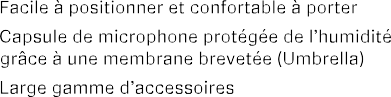 Facile à positionner et confortable à porter
Capsule de microphone protégée de l'humidité
grâce à une membrane brevetée (Umbrella)
Large gamme d'accessoires